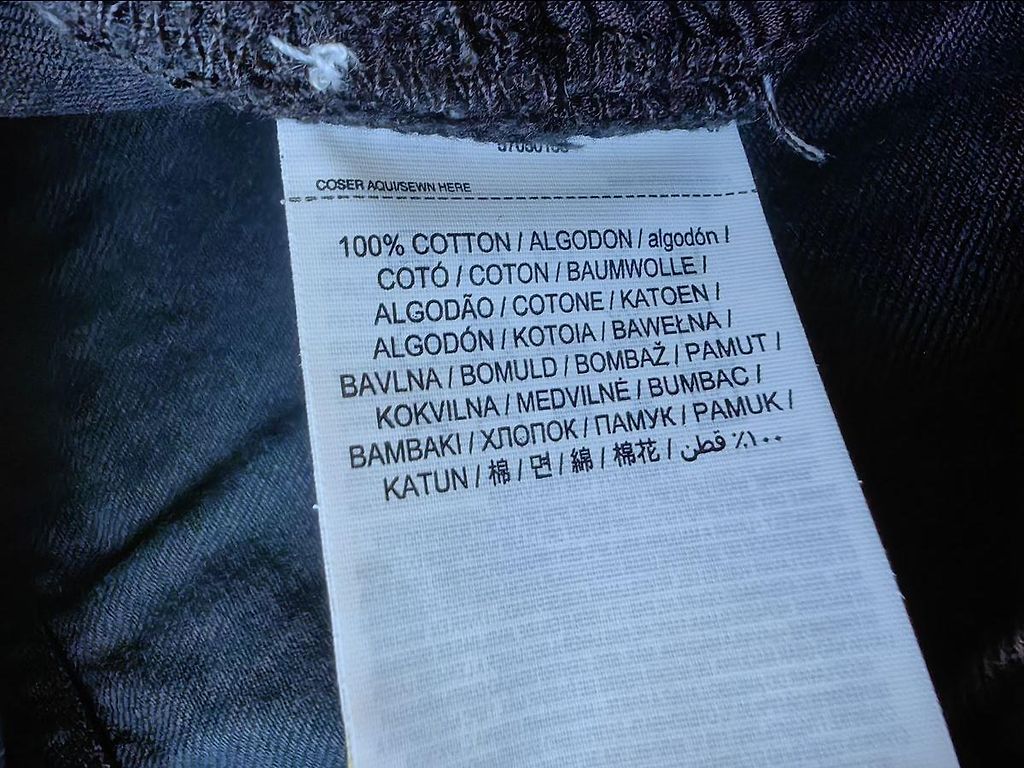 COSER AQUI/SEWN HERE
100% COTTON / ALGODON / algodón /
COTÓ / COTON / BAUMWOLLE /
ALGODÃO / COTONE / KATOEN /
ALGODÓN / KOTOIA / BAWEŁNA /
BAVLNA / BOMULD / BOMBAŽ / PAMUT /
KOKVILNA / MEDVILNĖ / BUMBAC /
BAMBAKI / ХЛОПОК / ПАМУК / PAMUK /
KATUN / 棉 / 면 / 綿 / 棉花 / قطن ٪١٠٠